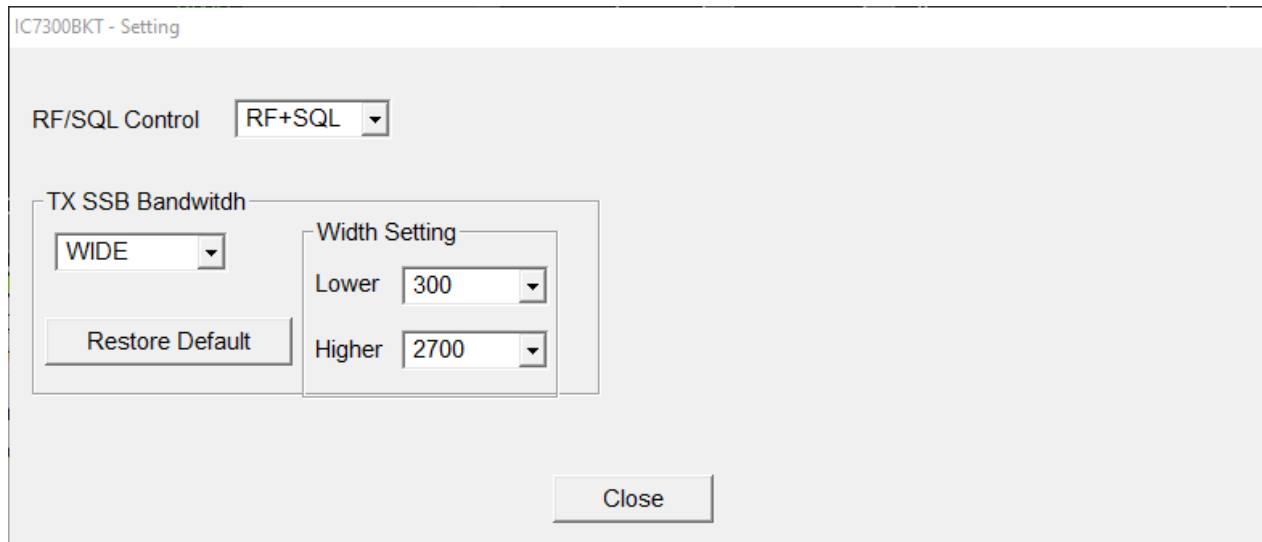 IC7300BKT - Setting
RF/SQL Control RF+SQL
TX SSB Bandwitdh
WIDE
Width Setting
Lower 300
Restore Default
Higher 2700
Close